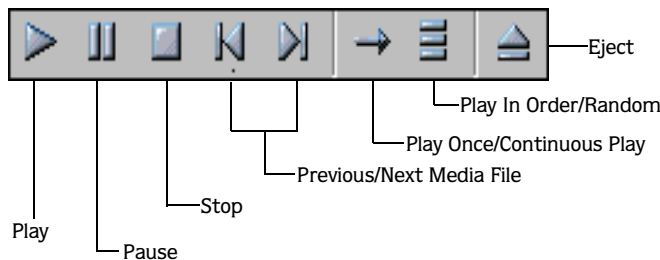 Eject
Play In Order/Random
Play Once/Continuous Play
Previous/Next Media File
Stop
Play
Pause